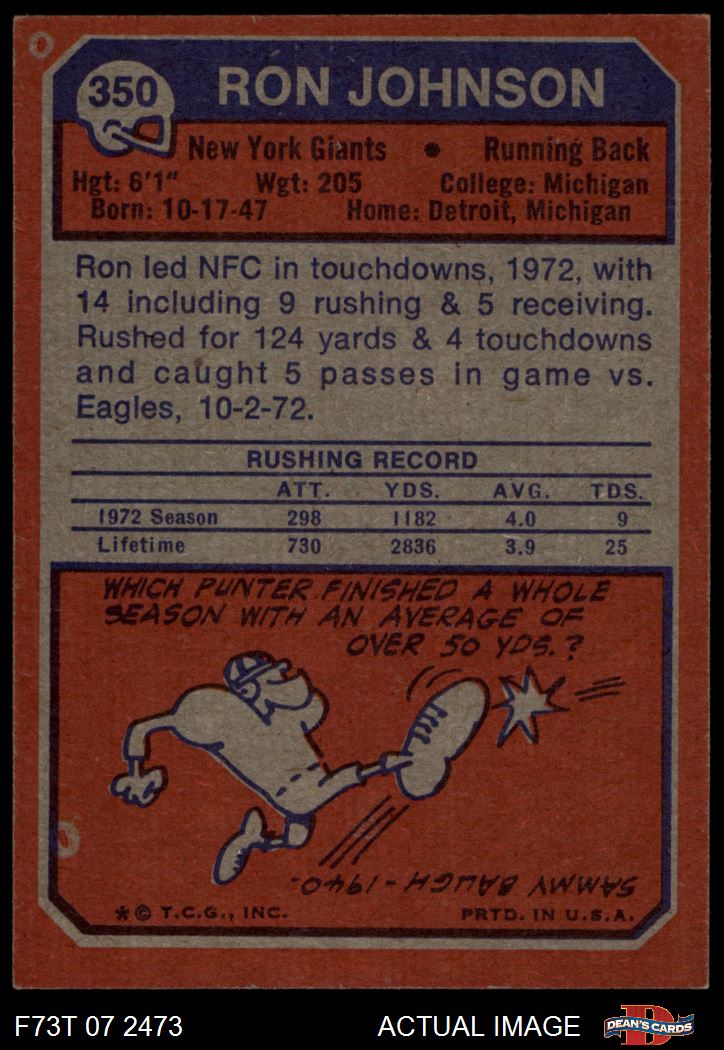 350
RON JOHNSON
New York Giants • Running Back
Hgt: 6'1" Wgt: 205 College: Michigan
Born: 10-17-47 Home: Detroit, Michigan
Ron led NFC in touchdowns, 1972, with
14 including 9 rushing & 5 receiving.
Rushed for 124 yards & 4 touchdowns
and caught 5 passes in game vs.
Eagles, 10-2-72.
RUSHING RECORD
ATT. YDS. AVG. TDS.
1972 Season 298 1182 4.0 9
Lifetime 730 2836 3.9 25
WHICH PUNTER FINISHED A WHOLE
SEASON WITH AN AVERAGE OF
OVER 50 YDS.?
SAMMY BAUGH - 1940.
* © T.C.G., INC. PRTD. IN U.S.A.
F73T 07 2473 ACTUAL IMAGE
D
DEAN'S CARDS